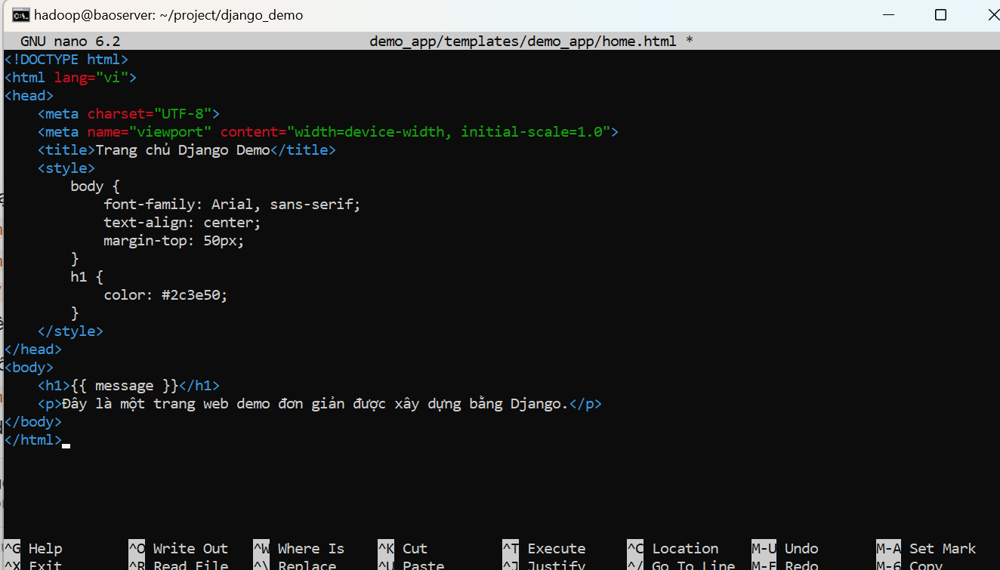 hadoop@baoserver: ~/project/django_demo
GNU nano 6.2 demo_app/templates/demo_app/home.html *
<!DOCTYPE html>
<html lang="vi">
<head>
    <meta charset="UTF-8">
    <meta name="viewport" content="width=device-width, initial-scale=1.0">
    <title>Trang chủ Django Demo</title>
    <style>
        body {
            font-family: Arial, sans-serif;
            text-align: center;
            margin-top: 50px;
        }
        h1 {
            color: #2c3e50;
        }
    </style>
</head>
<body>
    <h1>{{ message }}</h1>
    <p>Đây là một trang web demo đơn giản được xây dựng bằng Django.</p>
</body>
</html>
^G Help ^O Write Out ^W Where Is ^K Cut ^T Execute ^C Location M-U Undo M-A Set Mark
^X Exit ^R Read File ^\ Replace ^U Paste ^J Justify ^/ Go To Line M-E Redo M-6 Copy